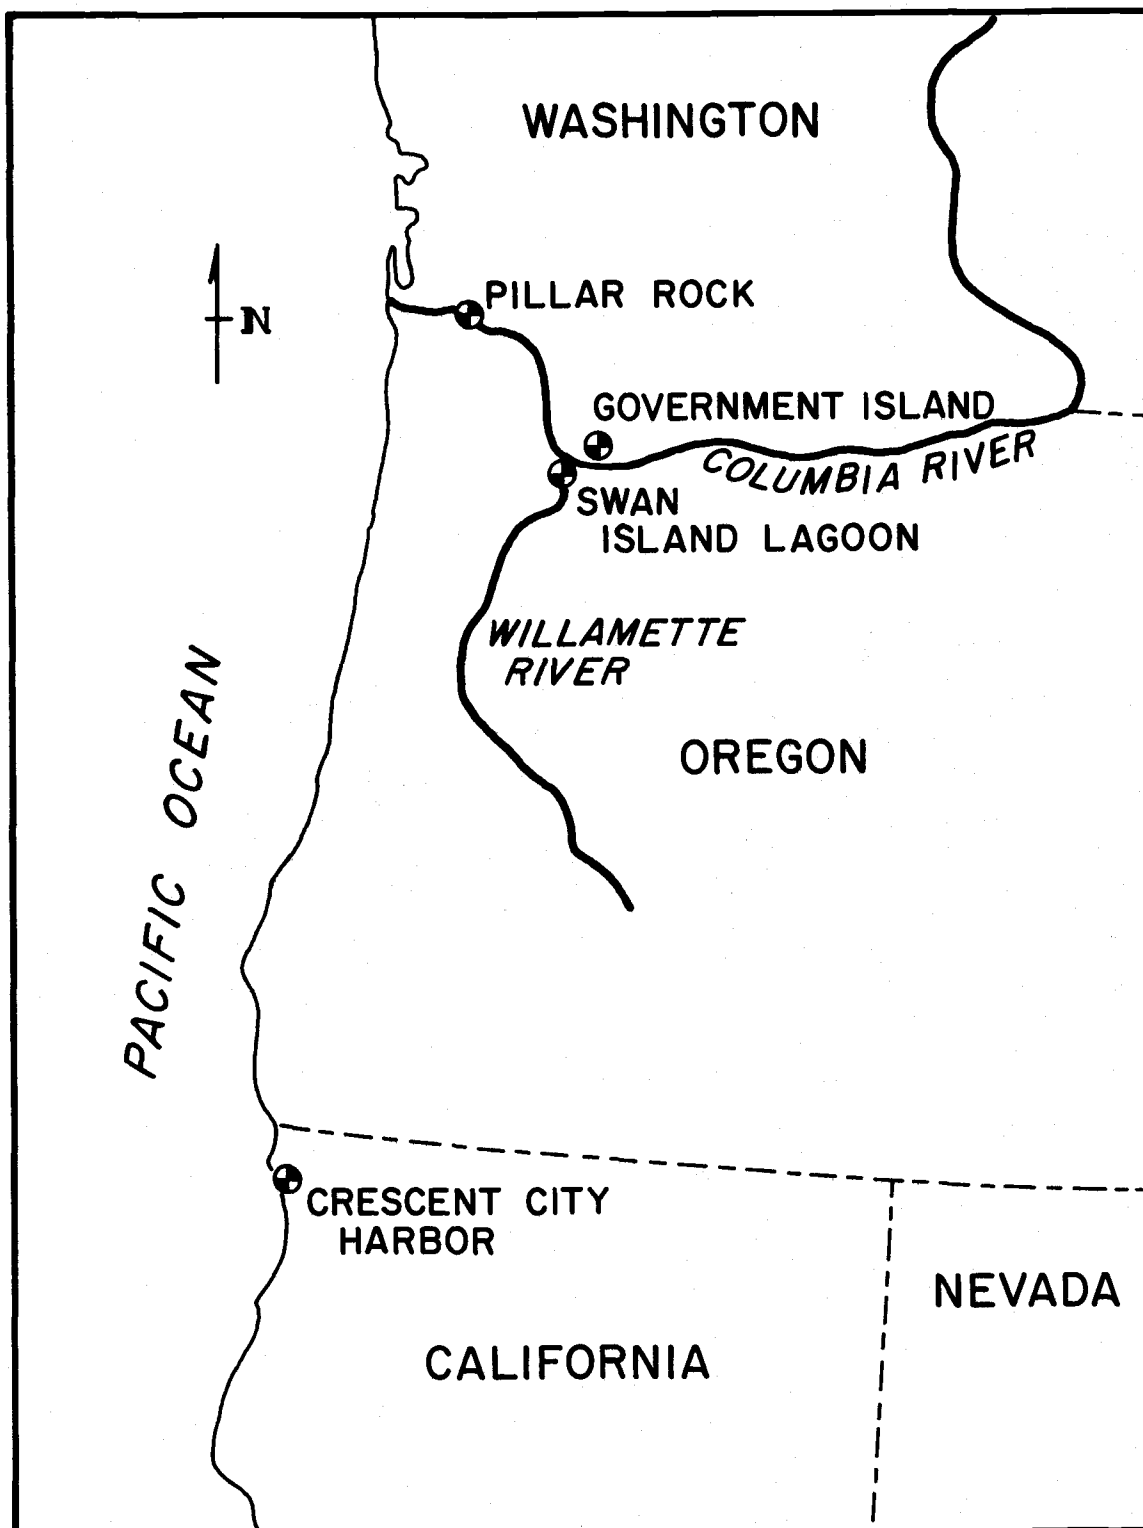 WASHINGTON
PILLAR ROCK
N
GOVERNMENT ISLAND
COLUMBIA RIVER
SWAN
ISLAND LAGOON
WILLAMETTE
RIVER
OREGON
PACIFIC OCEAN
CRESCENT CITY
HARBOR
NEVADA
CALIFORNIA